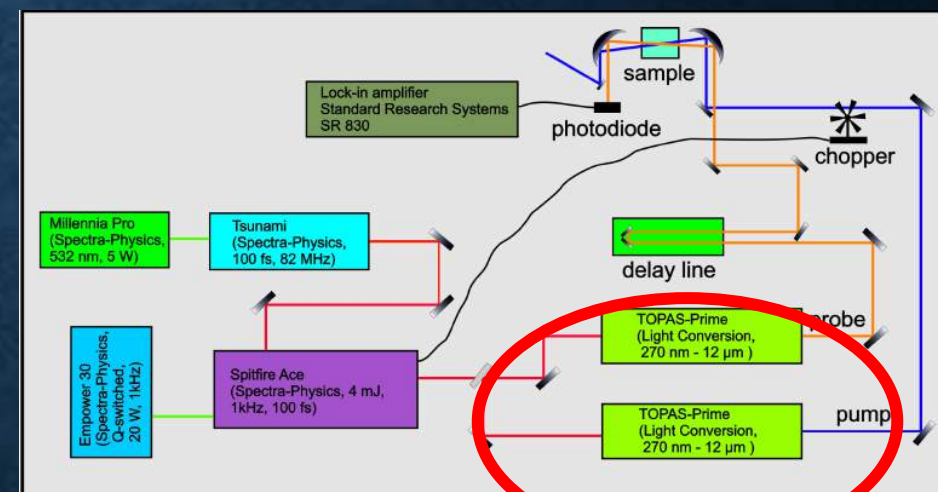 sample
Lock-in amplifier
Standard Research Systems
SR 830
photodiode
chopper
Millennia Pro
(Spectra-Physics,
532 nm, 5 W)
Tsunami
(Spectra-Physics,
100 fs, 82 MHz)
delay line
Empower 30
(Spectra-Physics,
Q-switched,
20 W, 1kHz)
Spitfire Ace
(Spectra-Physics, 4 mJ,
1kHz, 100 fs)
TOPAS-Prime
(Light Conversion,
270 nm - 12 µm )
probe
TOPAS-Prime
(Light Conversion,
270 nm - 12 µm )
pump